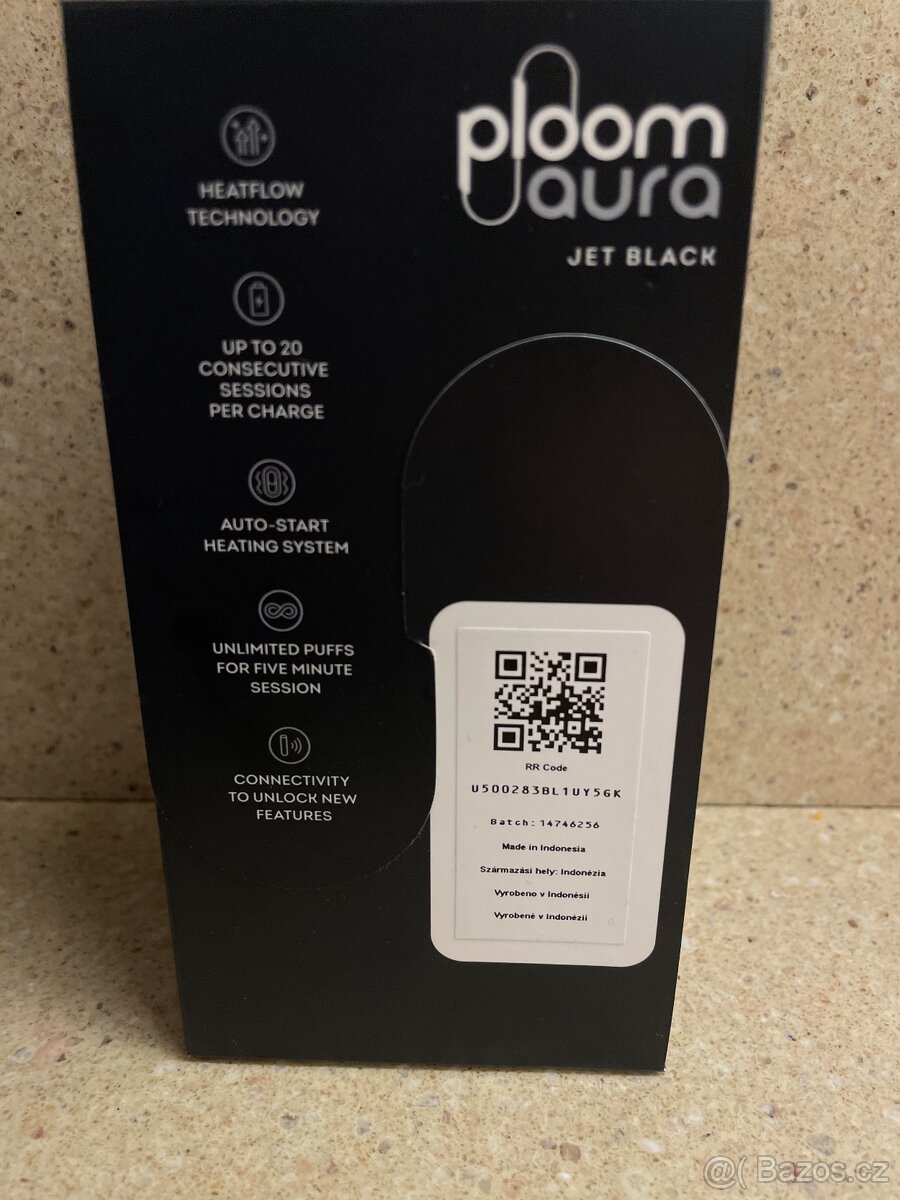 ploom
aura
JET BLACK
HEATFLOW
TECHNOLOGY
UP TO 20
CONSECUTIVE
SESSIONS
PER CHARGE
AUTO-START
HEATING SYSTEM
UNLIMITED PUFFS
FOR FIVE MINUTE
SESSION
CONNECTIVITY
TO UNLOCK NEW
FEATURES
RR Code
U500283BL1UY5GK
Batch: 14746256
Made in Indonesia
Származási hely: Indonézia
Vyrobeno v Indonésii
Vyrobené v Indonézii
@( Bazos.cz